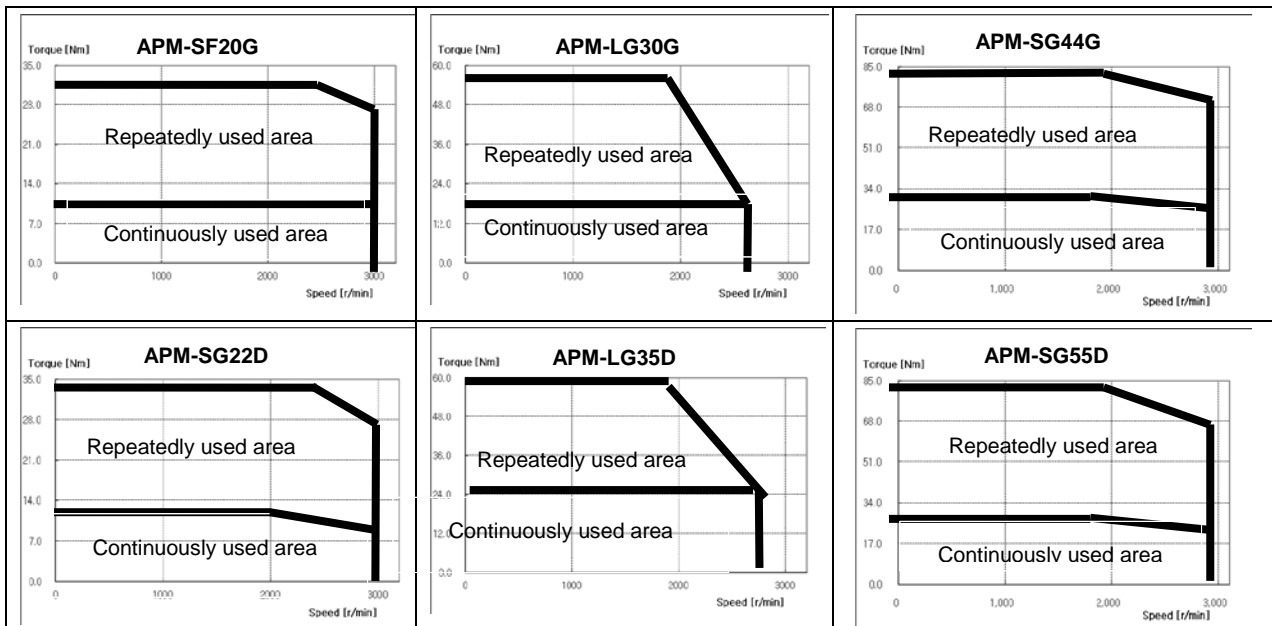 APM-SF20G
Torque [Nm]
35.0
28.0
21.0
14.0
7.0
0.0
Repeatedly used area
Continuously used area
0 1000 2000 3000
Speed [r/min]
APM-LG30G
Torque [Nm]
60.0
48.0
36.0
24.0
12.0
0.0
Repeatedly used area
Continuously used area
0 1000 2000 3000
Speed [r/min]
APM-SG44G
Torque [Nm]
85.0
68.0
51.0
34.0
17.0
0.0
Repeatedly used area
Continuously used area
0 1,000 2,000 3,000
Speed [r/min]
APM-SG22D
Torque [Nm]
35.0
28.0
21.0
14.0
7.0
0.0
Repeatedly used area
Continuously used area
0 1000 2000 3000
Speed [r/min]
APM-LG35D
Torque [Nm]
60.0
48.0
36.0
24.0
12.0
0.0
Repeatedly used area
Continuously used area
0 1000 2000 3000
Speed [r/min]
APM-SG55D
Torque [Nm]
85.0
68.0
51.0
34.0
17.0
0.0
Repeatedly used area
Continuously used area
0 1,000 2,000 3,000
Speed [r/min]